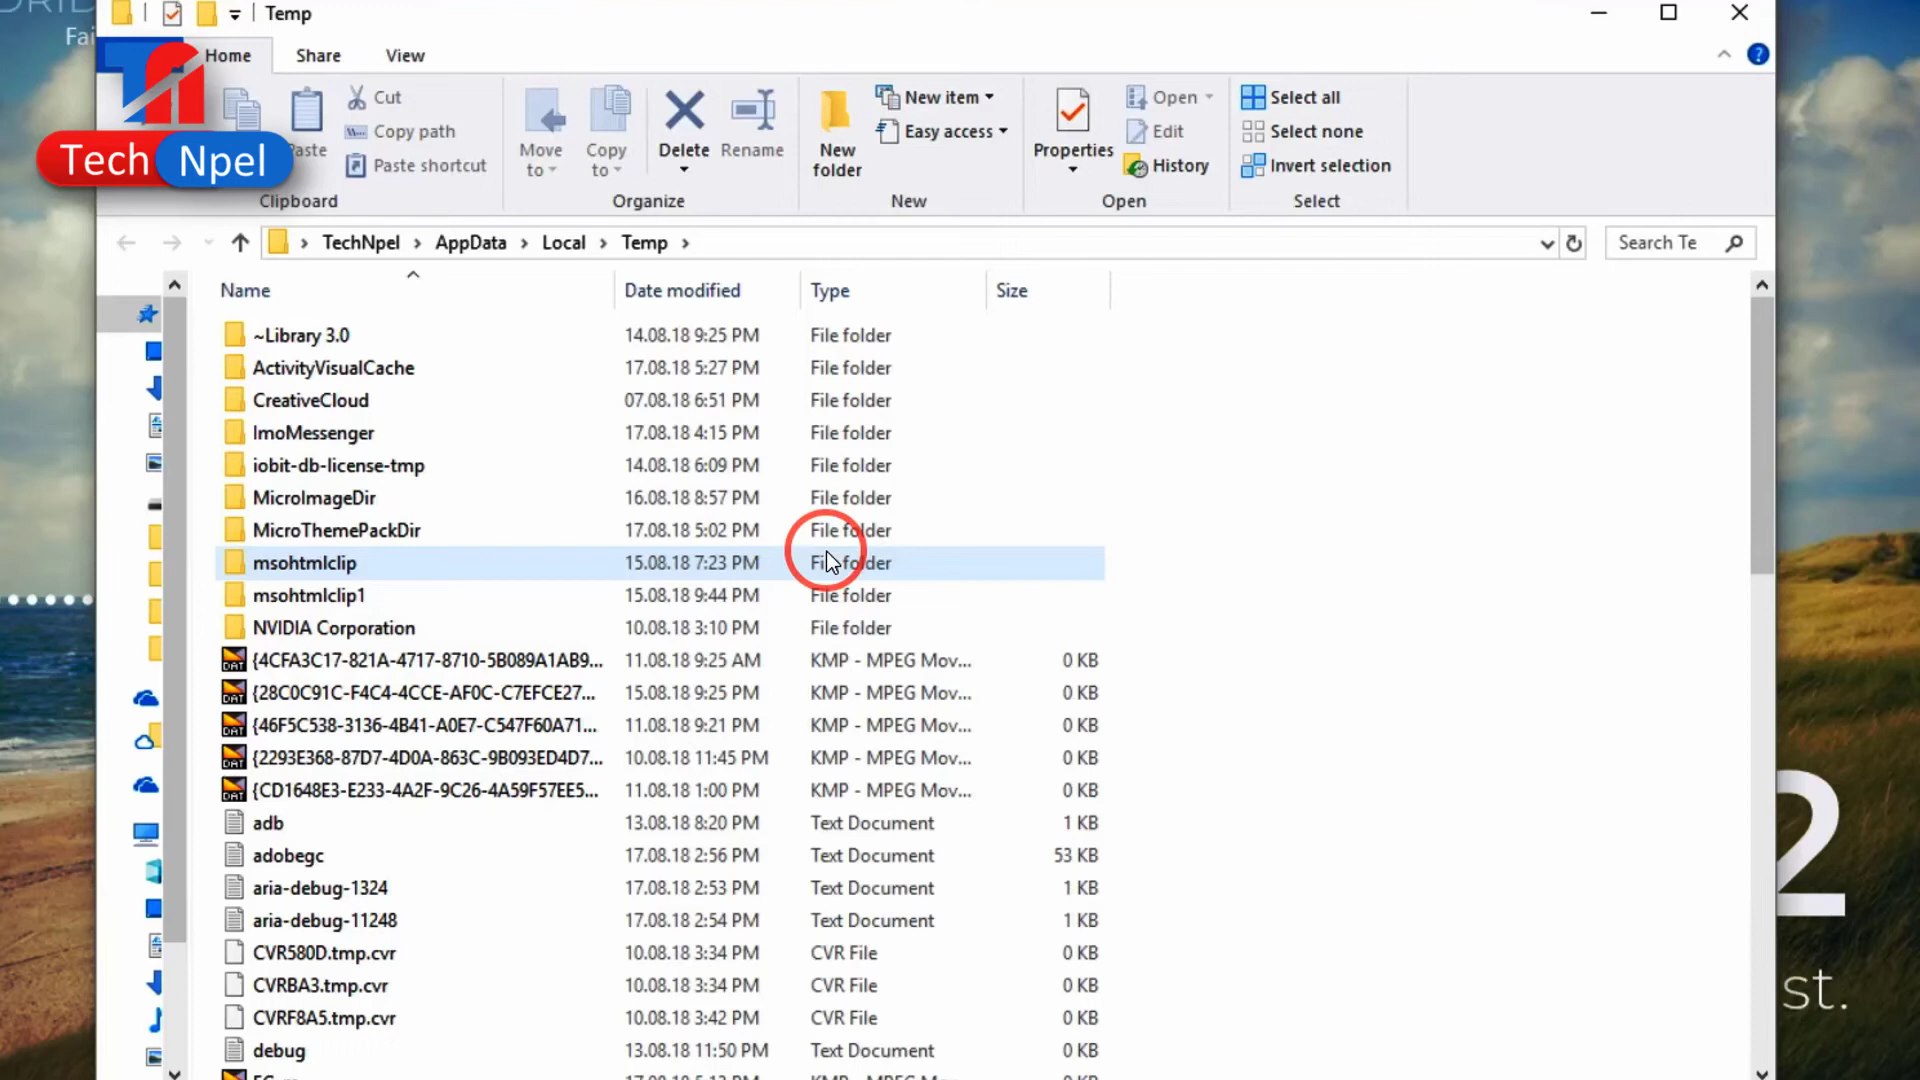 DRID
Fai
Temp
Home Share View
Tech Npel
Paste
Cut
Copy path
Paste shortcut
Clipboard
Move to
Copy to
Delete
Rename
Organize
New folder
New item
Easy access
New
Properties
Open
Edit
History
Open
Select all
Select none
Invert selection
Select
TechNpel > AppData > Local > Temp >
Search Te
Name Date modified Type Size
~Library 3.0 14.08.18 9:25 PM File folder
ActivityVisualCache 17.08.18 5:27 PM File folder
CreativeCloud 07.08.18 6:51 PM File folder
ImoMessenger 17.08.18 4:15 PM File folder
iobit-db-license-tmp 14.08.18 6:09 PM File folder
MicroImageDir 16.08.18 8:57 PM File folder
MicroThemePackDir 17.08.18 5:02 PM File folder
msohtmlclip 15.08.18 7:23 PM File folder
msohtmlclip1 15.08.18 9:44 PM File folder
NVIDIA Corporation 10.08.18 3:10 PM File folder
{4CFA3C17-821A-4717-8710-5B089A1AB9... 11.08.18 9:25 AM KMP - MPEG Mov... 0 KB
{28C0C91C-F4C4-4CCE-AF0C-C7EFCE27... 15.08.18 9:25 PM KMP - MPEG Mov... 0 KB
{46F5C538-3136-4B41-A0E7-C547F60A71... 11.08.18 9:21 PM KMP - MPEG Mov... 0 KB
{2293E368-87D7-4D0A-863C-9B093ED4D7... 10.08.18 11:45 PM KMP - MPEG Mov... 0 KB
{CD1648E3-E233-4A2F-9C26-4A59F57EE5... 11.08.18 1:00 PM KMP - MPEG Mov... 0 KB
adb 13.08.18 8:20 PM Text Document 1 KB
adobegc 17.08.18 2:56 PM Text Document 53 KB
aria-debug-1324 17.08.18 2:53 PM Text Document 1 KB
aria-debug-11248 17.08.18 2:54 PM Text Document 1 KB
CVR580D.tmp.cvr 10.08.18 3:34 PM CVR File 0 KB
CVRBA3.tmp.cvr 10.08.18 3:34 PM CVR File 0 KB
CVRF8A5.tmp.cvr 10.08.18 3:42 PM CVR File 0 KB
debug 13.08.18 11:50 PM Text Document 0 KB
2
st.